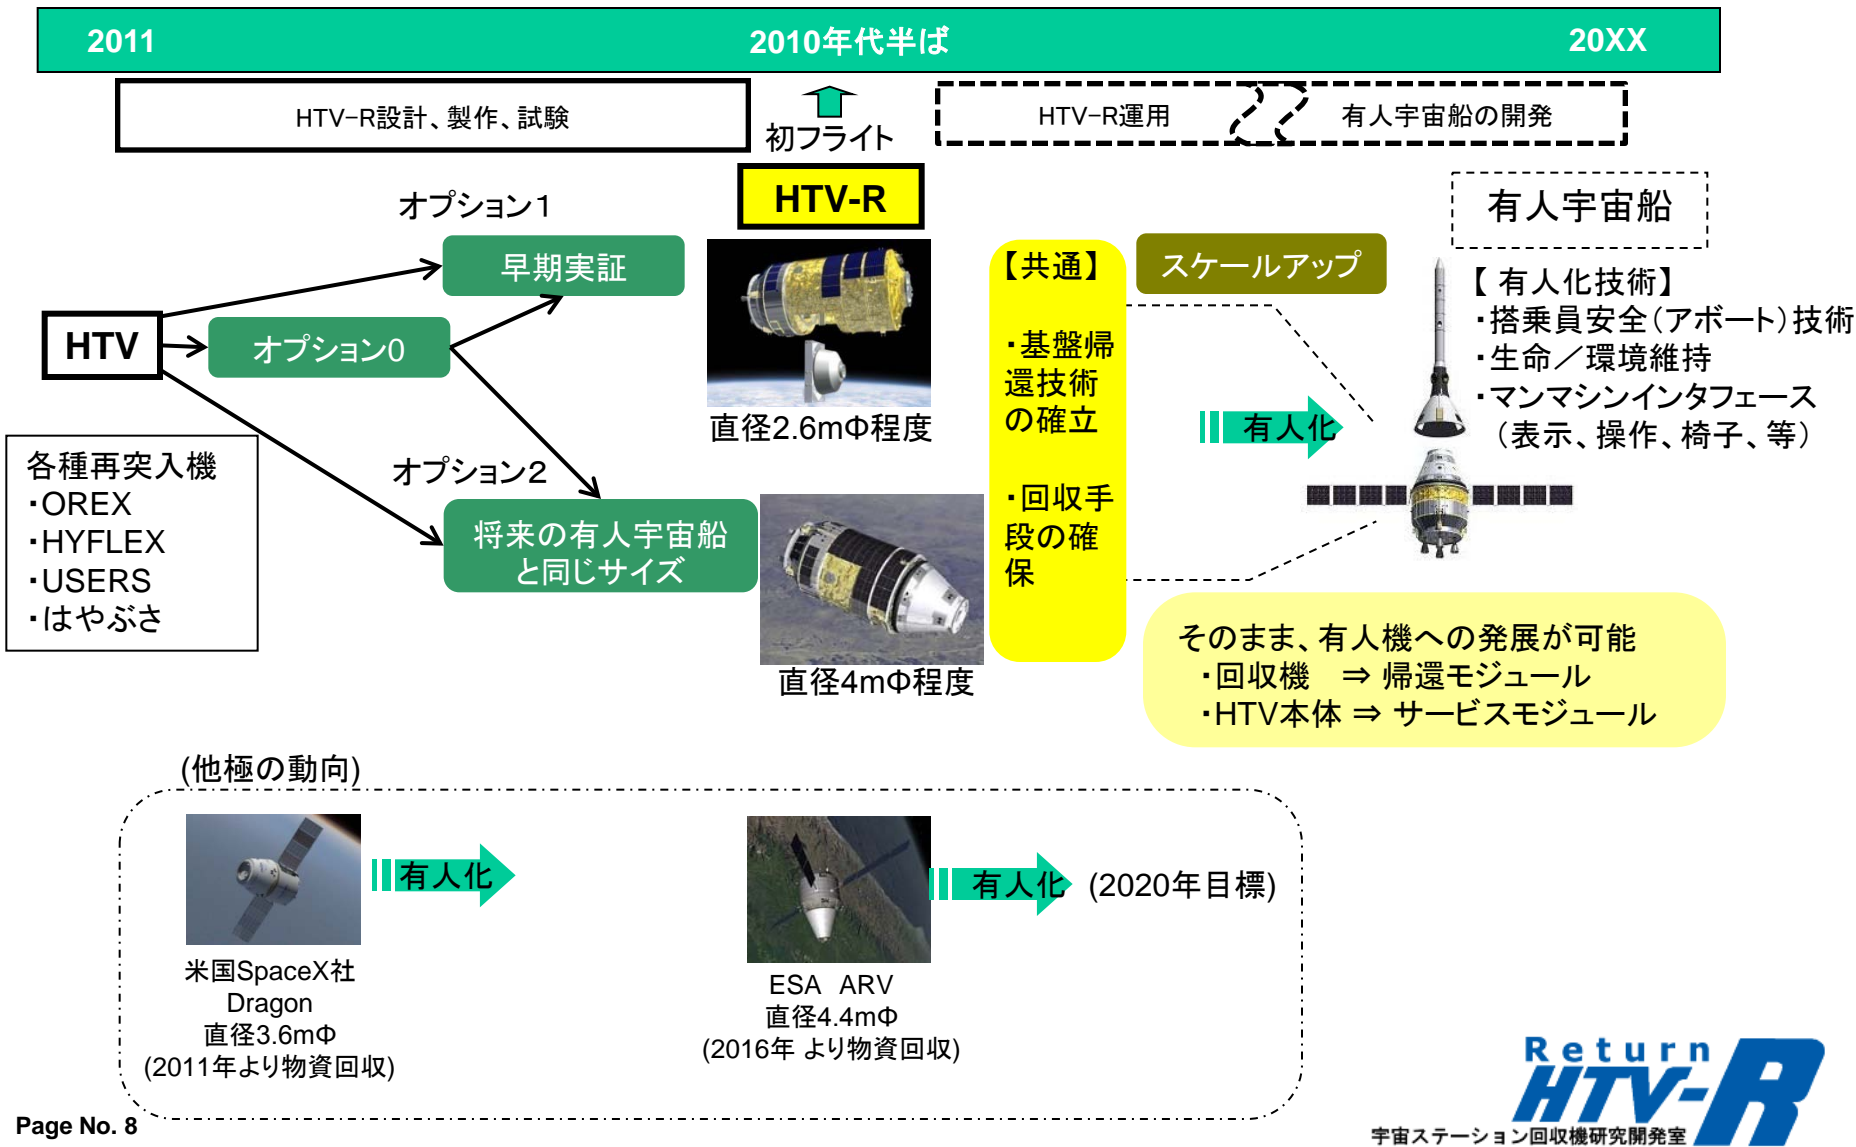 2011
2010年代半ば
20XX
HTV-R設計、製作、試験
初フライト
HTV-R運用
有人宇宙船の開発
HTV-R
オプション1
早期実証
HTV
オプション0
オプション2
将来の有人宇宙船
と同じサイズ
各種再突入機
・OREX
・HYFLEX
・USERS
・はやぶさ
直径2.6mΦ程度
直径4mΦ程度
【共通】
・基盤帰
還技術
の確立
・回収手
段の確
保
スケールアップ
有人化
有人宇宙船
【 有人化技術】
・搭乗員安全(アボート)技術
・生命/環境維持
・マンマシンインタフェース
(表示、操作、椅子、等)
そのまま、有人機への発展が可能
・回収機 ⇒ 帰還モジュール
・HTV本体 ⇒ サービスモジュール
(他極の動向)
有人化
米国SpaceX社
Dragon
直径3.6mΦ
(2011年より物資回収)
有人化
(2020年目標)
ESA ARV
直径4.4mΦ
(2016年 より物資回収)
Page No. 8
Return
HTV-R
宇宙ステーション回収機研究開発室